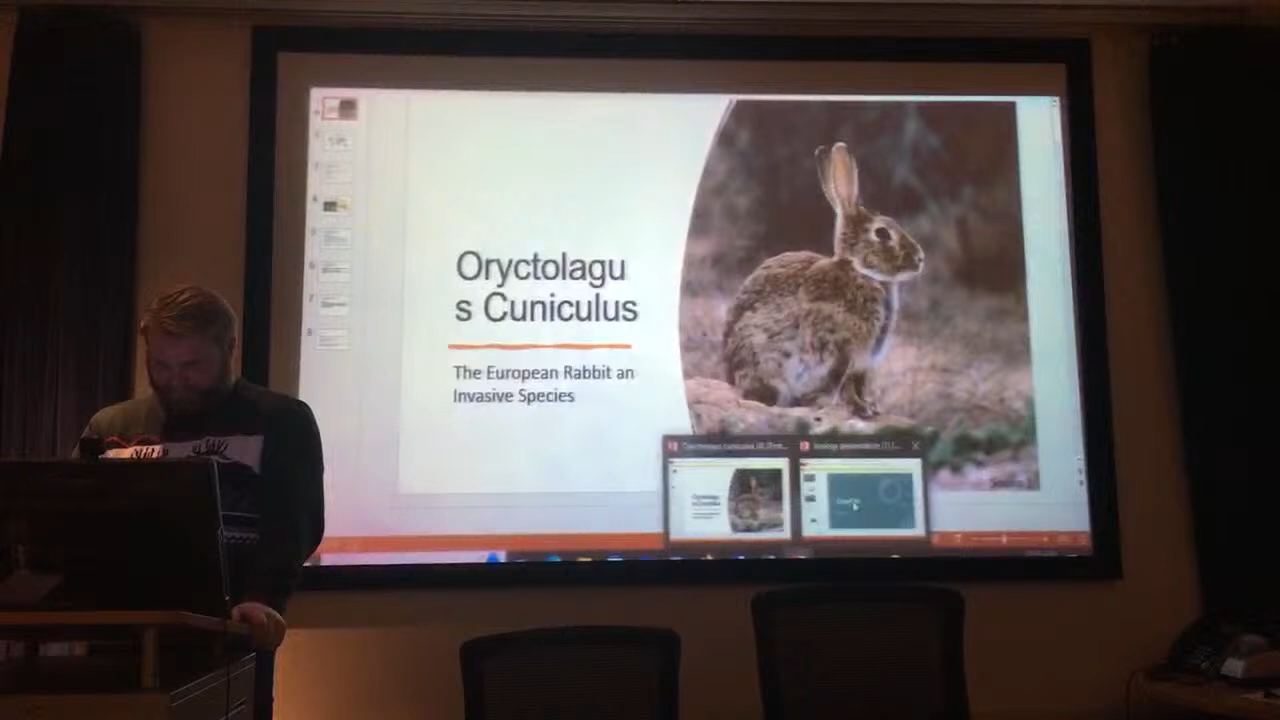 Oryctolagu
s Cuniculus
The European Rabbit an
Invasive Species